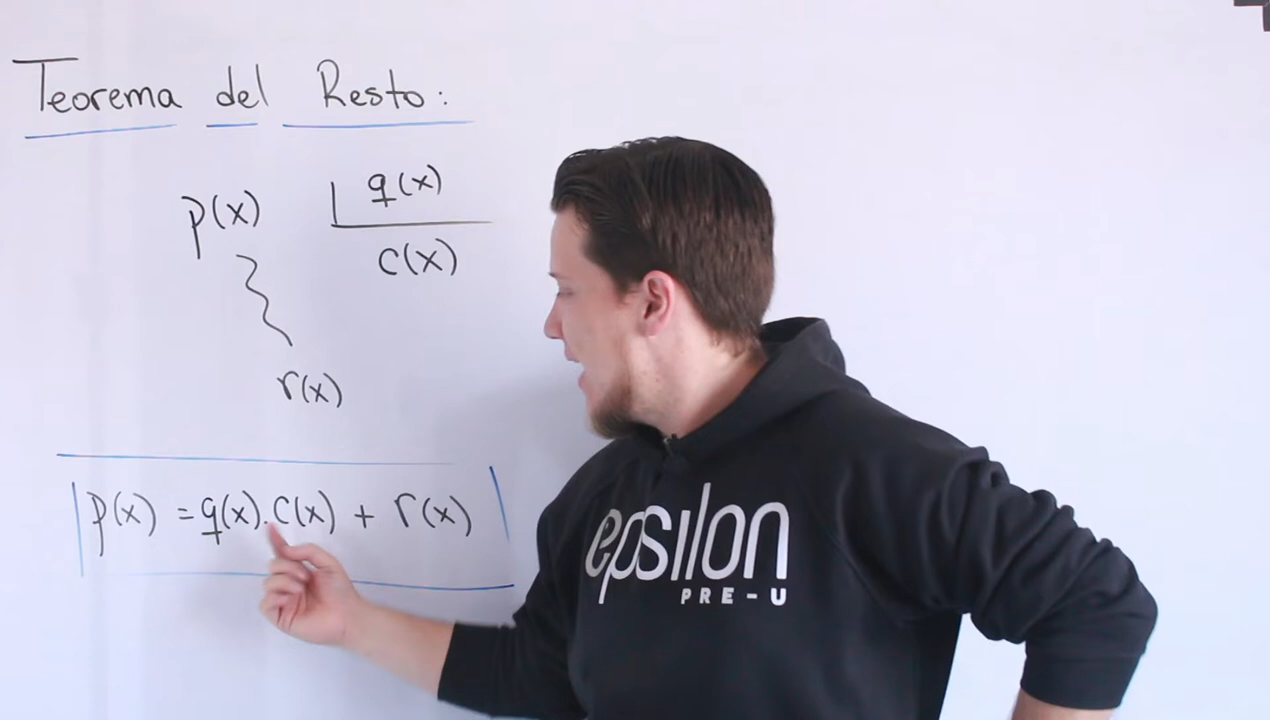 Teorema del Resto:
p(x) q(x)
c(x)
r(x)
p(x) = q(x).c(x) + r(x)
epsilon
PRE-U